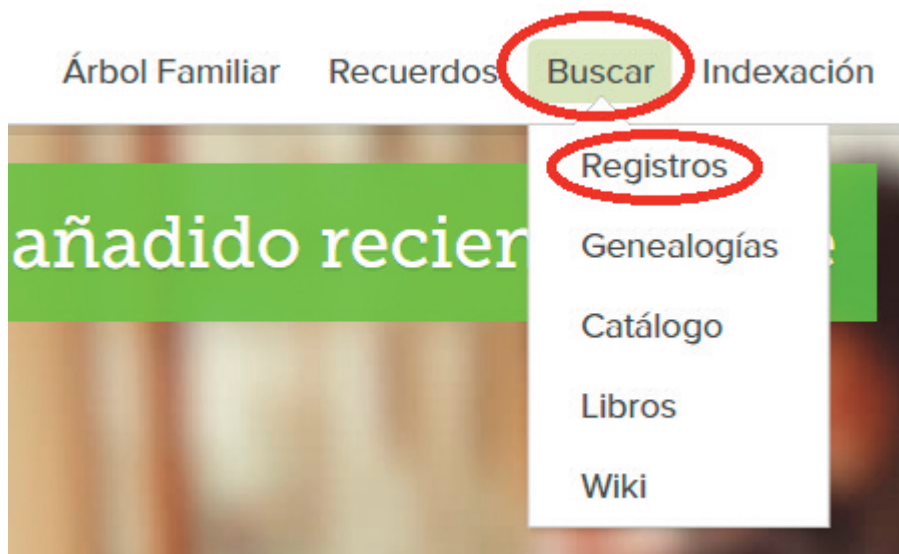 Árbol Familiar Recuerdos Buscar Indexación
Registros
añadido recien e
Genealogías
Catálogo
Libros
Wiki